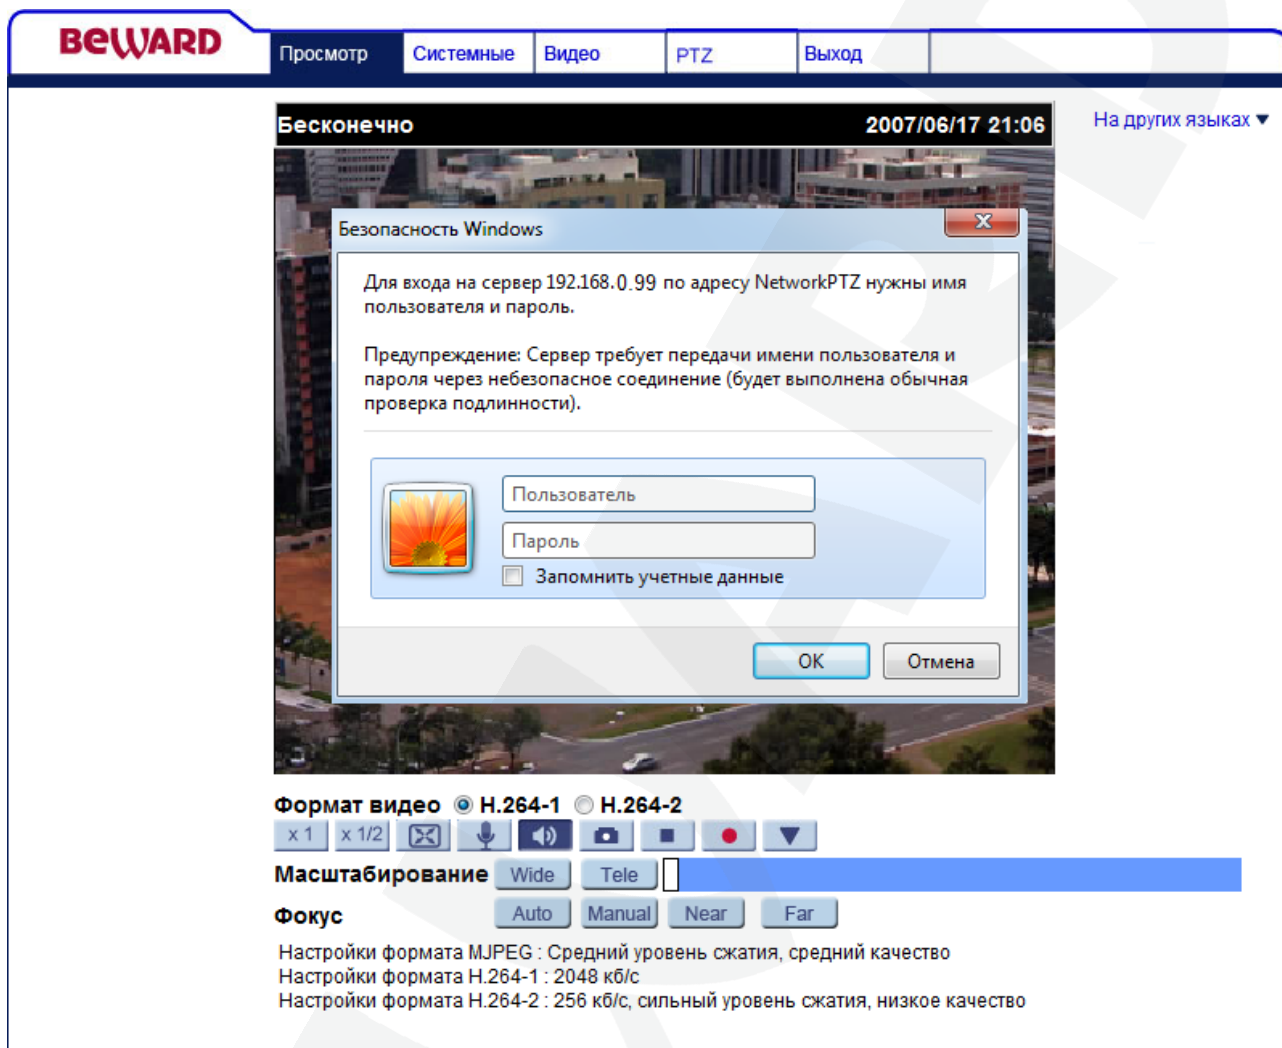 BEWARD
Просмотр Системные Видео PTZ Выход
На других языках ▼
Бесконечно 2007/06/17 21:06
Безопасность Windows
Для входа на сервер 192.168.0.99 по адресу NetworkPTZ нужны имя
пользователя и пароль.
Предупреждение: Сервер требует передачи имени пользователя и
пароля через небезопасное соединение (будет выполнена обычная
проверка подлинности).
Пользователь
Пароль
Запомнить учетные данные
OK Отмена
Формат видео H.264-1 H.264-2
x 1 x 1/2
Масштабирование Wide Tele
Фокус Auto Manual Near Far
Настройки формата MJPEG : Средний уровень сжатия, средний качество
Настройки формата H.264-1 : 2048 кб/с
Настройки формата H.264-2 : 256 кб/с, сильный уровень сжатия, низкое качество